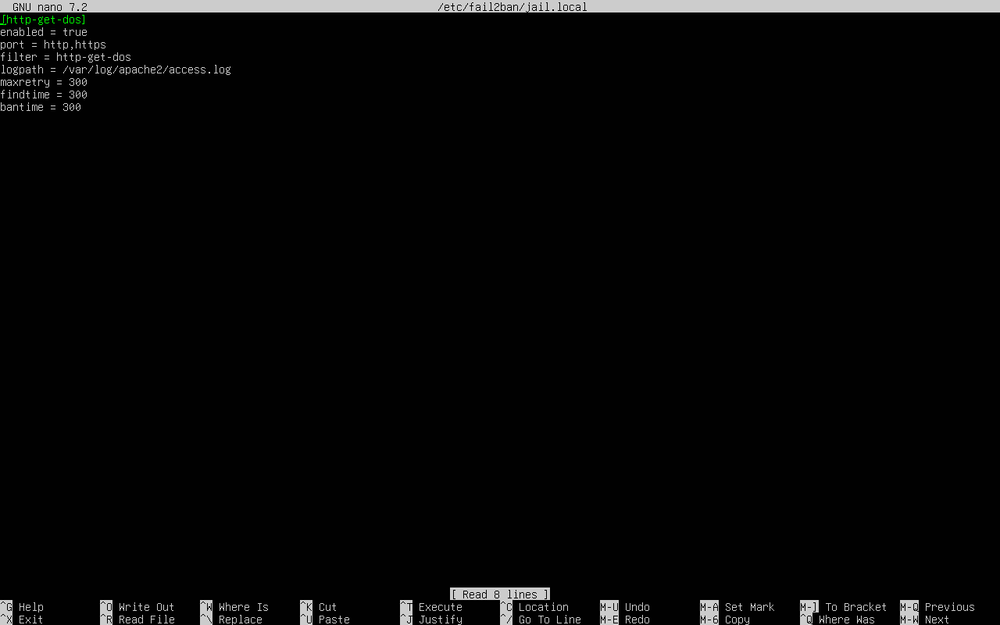 GNU nano 7.2 /etc/fail2ban/jail.local
[http-get-dos]
enabled = true
port = http,https
filter = http-get-dos
logpath = /var/log/apache2/access.log
maxretry = 300
findtime = 300
bantime = 300
[ Read 8 lines ]
^G Help ^O Write Out ^W Where Is ^K Cut ^T Execute ^C Location M-U Undo M-A Set Mark M-] To Bracket M-Q Previous
^X Exit ^R Read File ^\ Replace ^U Paste ^J Justify ^/ Go To Line M-E Redo M-6 Copy ^Q Where Was M-W Next